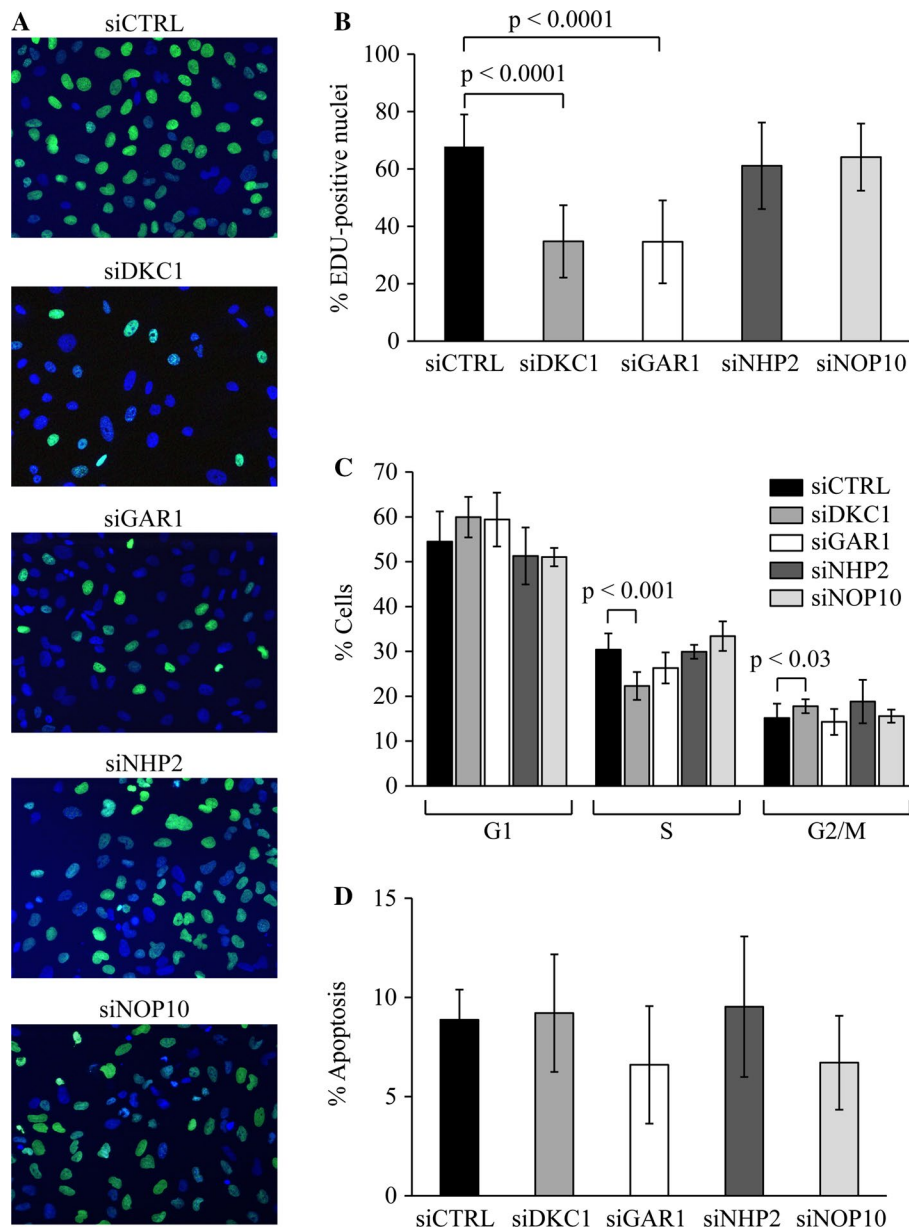 A
siCTRL
siDKC1
siGAR1
siNHP2
siNOP10
B
p < 0.0001
p < 0.0001
% EDU-positive nuclei
100
80
60
40
20
0
siCTRL siDKC1 siGAR1 siNHP2 siNOP10
C
% Cells
70
60
50
40
30
20
10
0
siCTRL
siDKC1
siGAR1
siNHP2
siNOP10
p < 0.001
p < 0.03
G1 S G2/M
D
% Apoptosis
15
10
5
0
siCTRL siDKC1 siGAR1 siNHP2 siNOP10